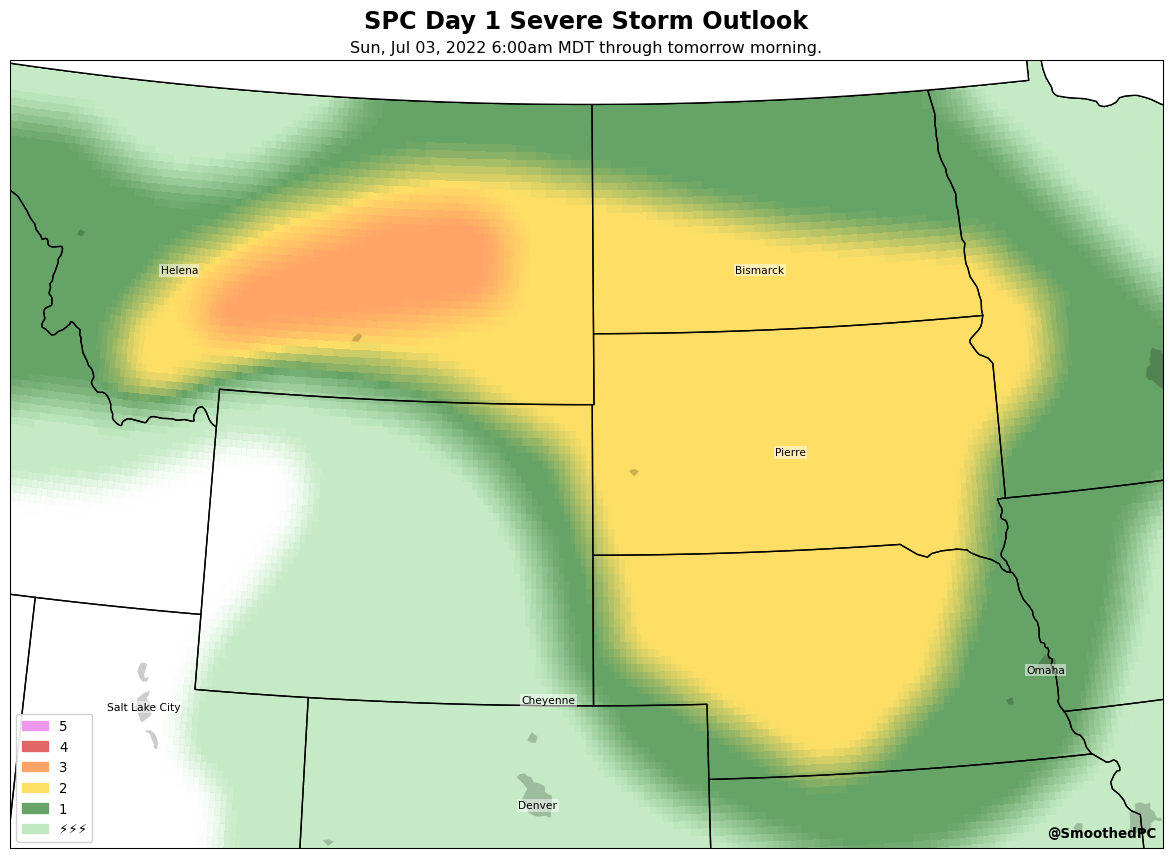 SPC Day 1 Severe Storm Outlook
Sun, Jul 03, 2022 6:00am MDT through tomorrow morning.
Helena
Bismarck
Pierre
Omaha
Cheyenne
Salt Lake City
Denver
5
4
3
2
1
⚡⚡⚡
@SmoothedPC